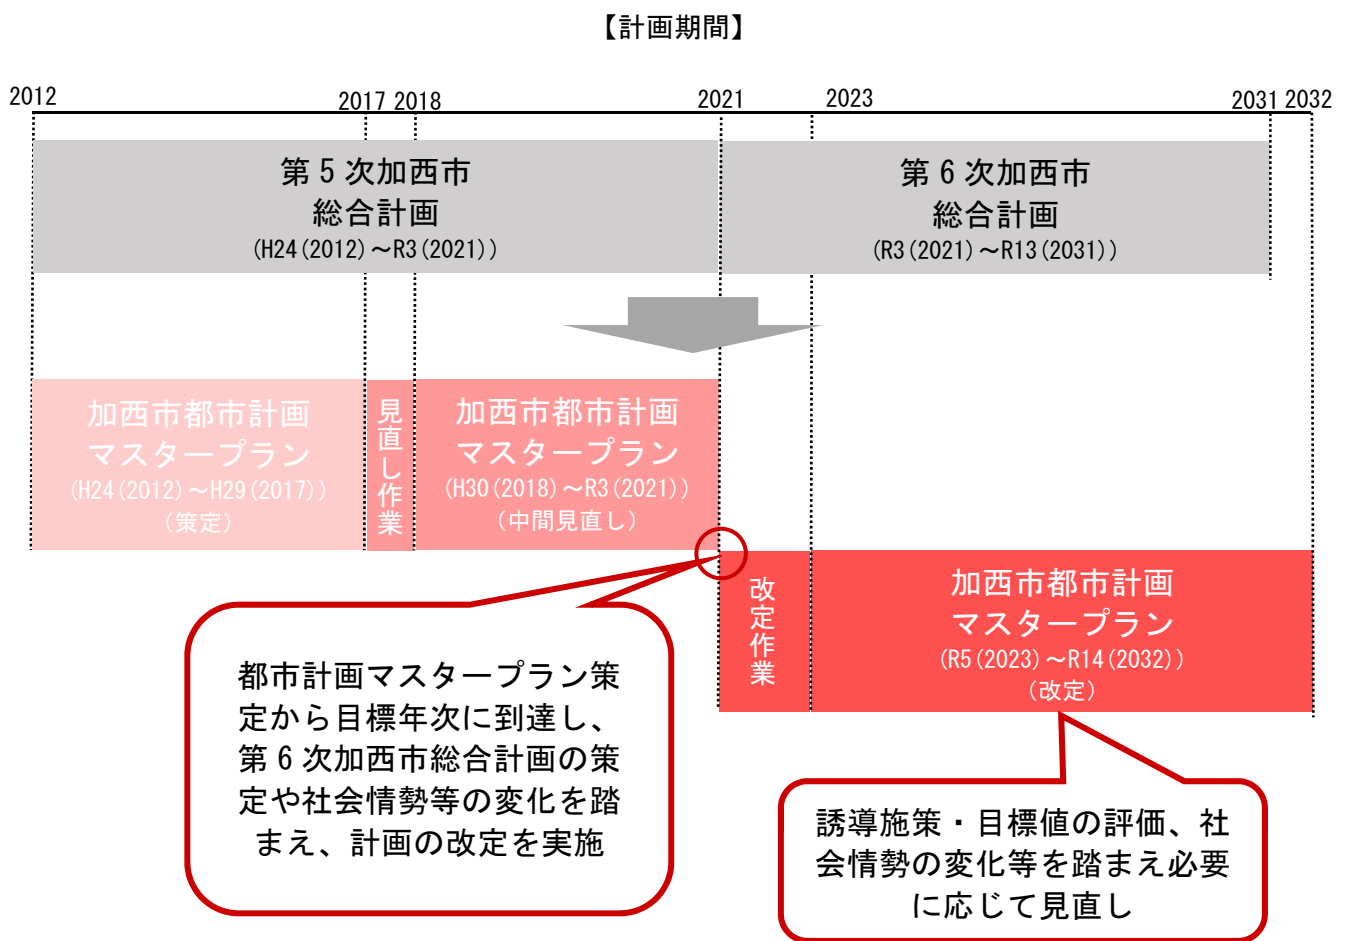 【計画期間】
2012
2017 2018
2021
2023
2031 2032
第5次加西市
総合計画
(H24(2012)～R3(2021))
第6次加西市
総合計画
(R3(2021)～R13(2031))
加西市都市計画
マスタープラン
(H24(2012)～H29(2017))
(策定)
見直し作業
加西市都市計画
マスタープラン
(H30(2018)～R3(2021))
(中間見直し)
改定作業
加西市都市計画
マスタープラン
(R5(2023)～R14(2032))
(改定)
都市計画マスタープラン策
定から目標年次に到達し、
第6次加西市総合計画の策
定や社会情勢等の変化を踏
まえ、計画の改定を実施
誘導施策・目標値の評価、社
会情勢の変化等を踏まえ必要
に応じて見直し